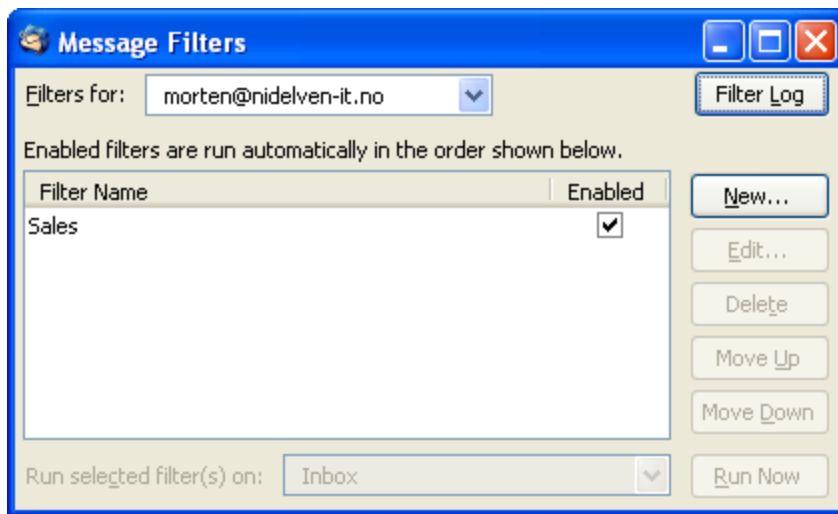 Message Filters
Filters for: morten@nidelven-it.no Filter Log
Enabled filters are run automatically in the order shown below.
Filter Name Enabled New...
Sales
Edit...
Delete
Move Up
Move Down
Run selected filter(s) on: Inbox Run Now